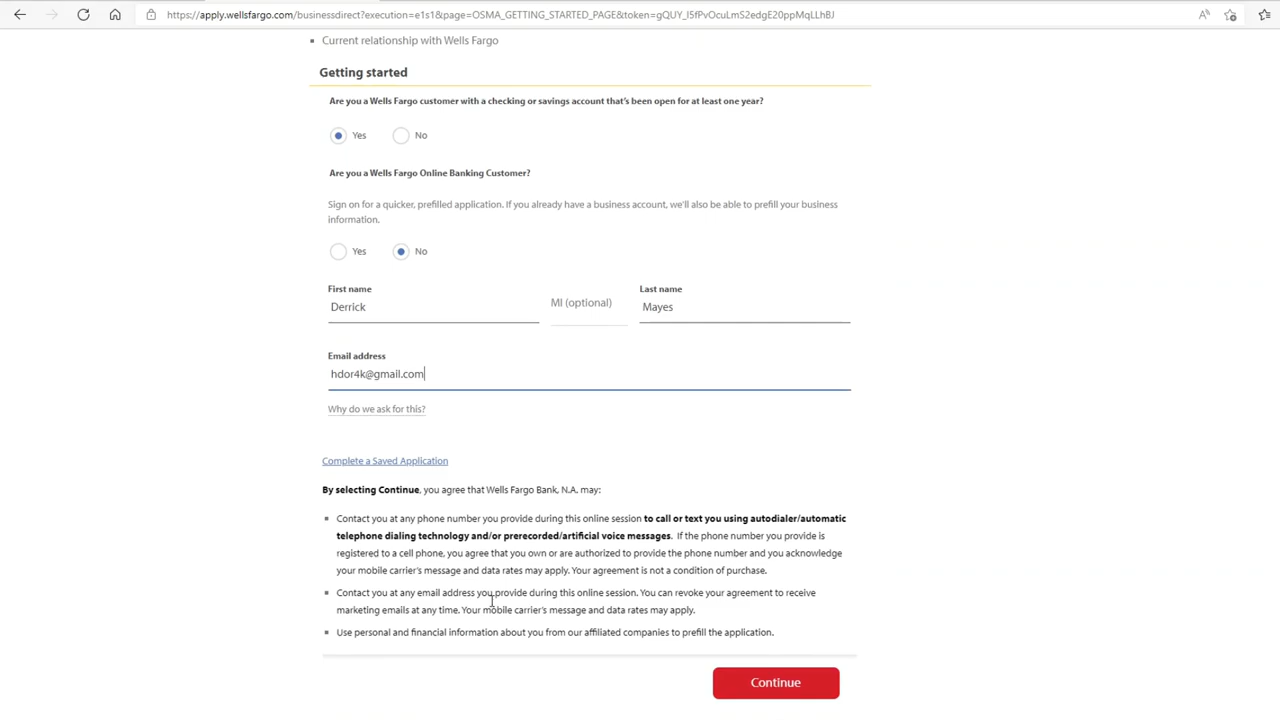 https://apply.wellsfargo.com/businessdirect?execution=e1s1&page=OSMA_GETTING_STARTED_PAGE&token=gQUY_I5fPvOcuLmS2edgE20ppMqLLhBJ
Current relationship with Wells Fargo
Getting started
Are you a Wells Fargo customer with a checking or savings account that's been open for at least one year?
Yes No
Are you a Wells Fargo Online Banking Customer?
Sign on for a quicker, prefilled application. If you already have a business account, we'll also be able to prefill your business
information.
Yes No
First name MI (optional) Last name
Derrick Mayes
Email address
hdor4k@gmail.com
Why do we ask for this?
Complete a Saved Application
By selecting Continue, you agree that Wells Fargo Bank, N.A. may:
Contact you at any phone number you provide during this online session to call or text you using autodialer/automatic
telephone dialing technology and/or prerecorded/artificial voice messages. If the phone number you provide is
registered to a cell phone, you agree that you own or are authorized to provide the phone number and you acknowledge
your mobile carrier's message and data rates may apply. Your agreement is not a condition of purchase.
Contact you at any email address you provide during this online session. You can revoke your agreement to receive
marketing emails at any time. Your mobile carrier's message and data rates may apply.
Use personal and financial information about you from our affiliated companies to prefill the application.
Continue